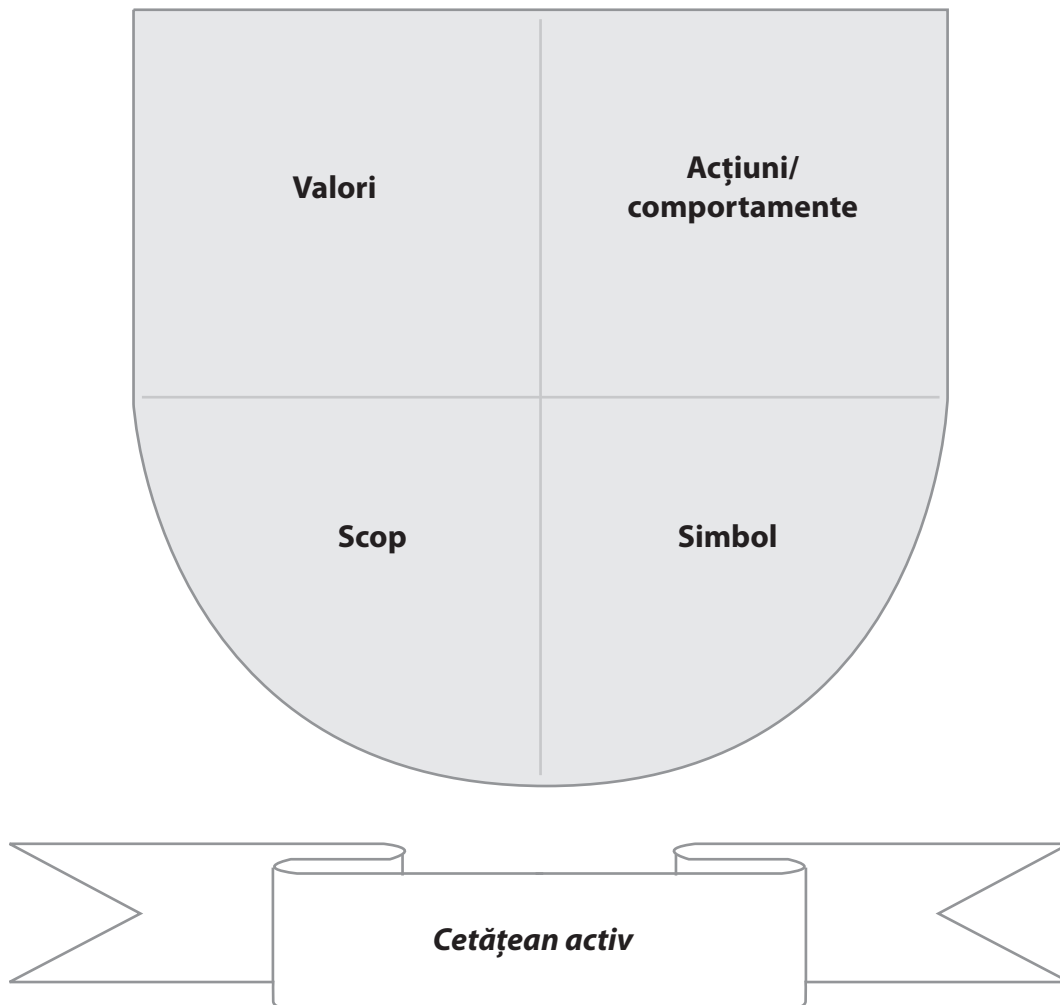 Valori
Acțiuni/
comportamente
Scop
Simbol
Cetățean activ